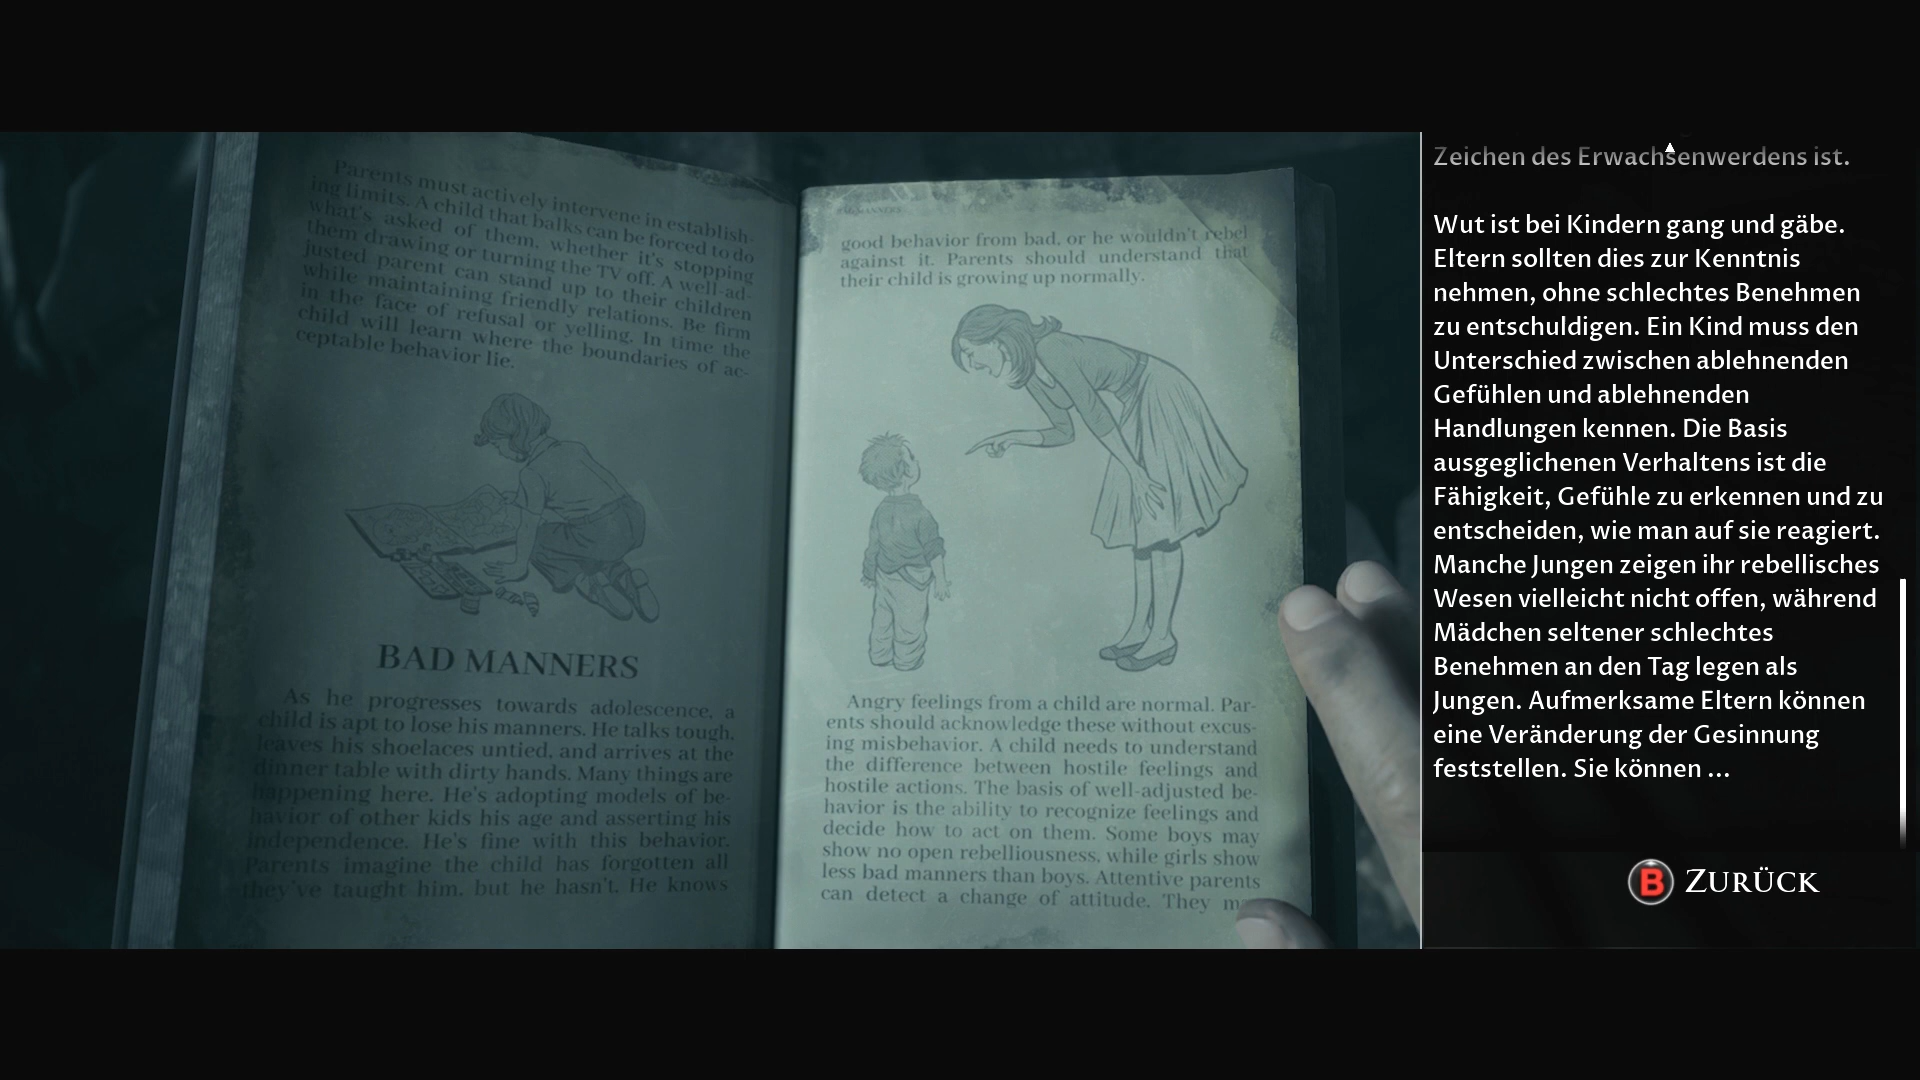 Parents must actively intervene in establish-
ing limits. A child that balks can be forced to do
what's asked of them, whether it's stopping
them drawing or turning the TV off. A well-ad-
justed parent can stand up to their children
while maintaining friendly relations. Be firm
in the face of refusal or yelling. In time the
child will learn where the boundaries of ac-
ceptable behavior lie.
BAD MANNERS
As he progresses towards adolescence, a
child is apt to lose his manners. He talks tough,
leaves his shoelaces untied, and arrives at the
dinner table with dirty hands. Many things are
happening here. He's adopting models of be-
havior of other kids his age and asserting his
independence. He's fine with this behavior.
Parents imagine the child has forgotten all
they've taught him, but he hasn't. He knows
good behavior from bad, or he wouldn't rebel
against it. Parents should understand that
their child is growing up normally.
Angry feelings from a child are normal. Par-
ents should acknowledge these without excus-
ing misbehavior. A child needs to understand
the difference between hostile feelings and
hostile actions. The basis of well-adjusted be-
havior is the ability to recognize feelings and
decide how to act on them. Some boys may
show no open rebelliousness, while girls show
less bad manners than boys. Attentive parents
can detect a change of attitude. They
Zeichen des Erwachsenwerdens ist.
Wut ist bei Kindern gang und gäbe.
Eltern sollten dies zur Kenntnis
nehmen, ohne schlechtes Benehmen
zu entschuldigen. Ein Kind muss den
Unterschied zwischen ablehnenden
Gefühlen und ablehnenden
Handlungen kennen. Die Basis
ausgeglichenen Verhaltens ist die
Fähigkeit, Gefühle zu erkennen und zu
entscheiden, wie man auf sie reagiert.
Manche Jungen zeigen ihr rebellisches
Wesen vielleicht nicht offen, während
Mädchen seltener schlechtes
Benehmen an den Tag legen als
Jungen. Aufmerksame Eltern können
eine Veränderung der Gesinnung
feststellen. Sie können ...
B ZURÜCK